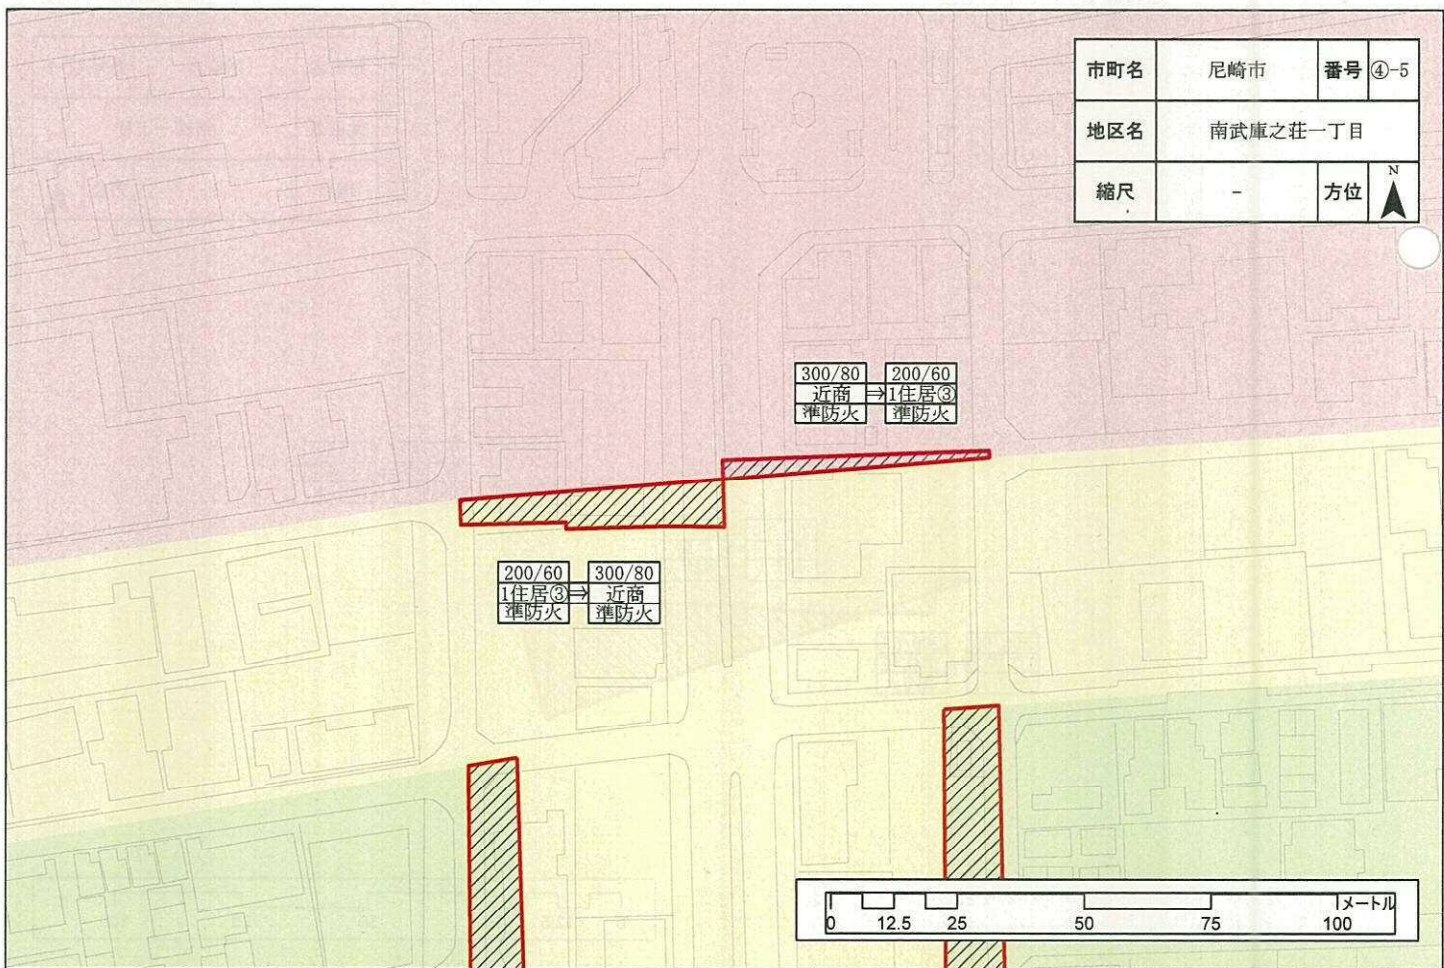 市町名 尼崎市 番号 ④-5
地区名 南武庫之荘一丁目
縮尺 - 方位 N
300/80 200/60
近商 ⇒ 1住居③
準防火 準防火
200/60 300/80
1住居③ ⇒ 近商
準防火 準防火
メートル
0 12.5 25 50 75 100